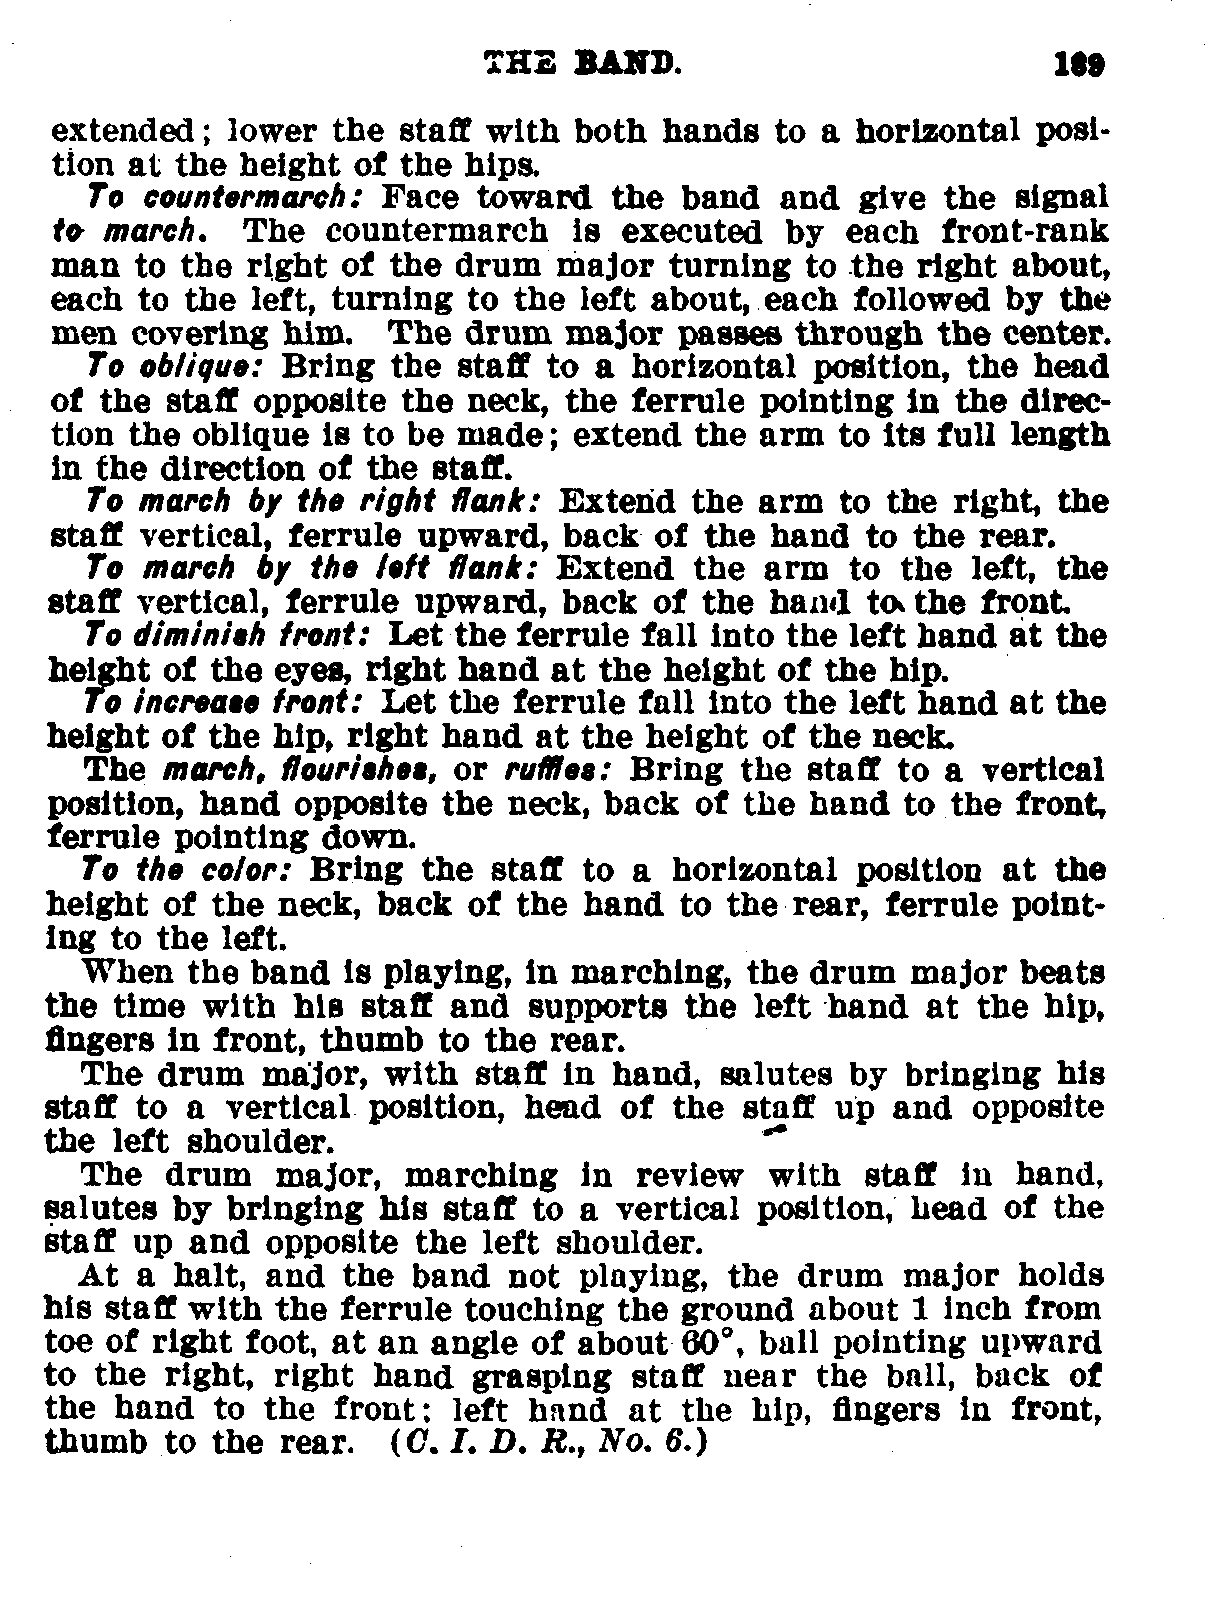 THE BAND. 189
extended; lower the staff with both hands to a horizontal posi-
tion at the height of the hips.
To countermarch: Face toward the band and give the signal
to march. The countermarch is executed by each front-rank
man to the right of the drum major turning to the right about,
each to the left, turning to the left about, each followed by the
men covering him. The drum major passes through the center.
To oblique: Bring the staff to a horizontal position, the head
of the staff opposite the neck, the ferrule pointing in the direc-
tion the oblique is to be made; extend the arm to its full length
in the direction of the staff.
To march by the right flank: Extend the arm to the right, the
staff vertical, ferrule upward, back of the hand to the rear.
To march by the left flank: Extend the arm to the left, the
staff vertical, ferrule upward, back of the hand to the front.
To diminish front: Let the ferrule fall into the left hand at the
height of the eyes, right hand at the height of the hip.
To increase front: Let the ferrule fall into the left hand at the
height of the hip, right hand at the height of the neck.
The march, flourishes, or ruffles: Bring the staff to a vertical
position, hand opposite the neck, back of the hand to the front,
ferrule pointing down.
To the color: Bring the staff to a horizontal position at the
height of the neck, back of the hand to the rear, ferrule point-
ing to the left.
When the band is playing, in marching, the drum major beats
the time with his staff and supports the left hand at the hip,
fingers in front, thumb to the rear.
The drum major, with staff in hand, salutes by bringing his
staff to a vertical position, head of the staff up and opposite
the left shoulder.
The drum major, marching in review with staff in hand,
salutes by bringing his staff to a vertical position, head of the
staff up and opposite the left shoulder.
At a halt, and the band not playing, the drum major holds
his staff with the ferrule touching the ground about 1 inch from
toe of right foot, at an angle of about 60°, ball pointing upward
to the right, right hand grasping staff near the ball, back of
the hand to the front; left hand at the hip, fingers in front,
thumb to the rear. (C. I. D. R., No. 6.)